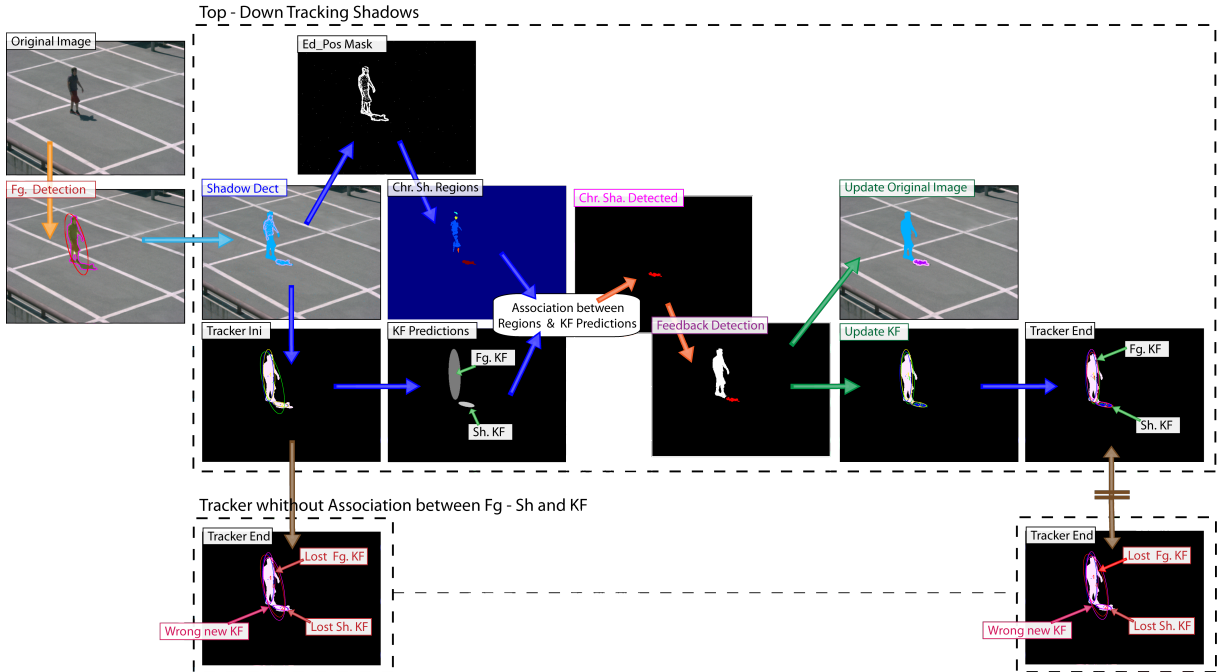 Top - Down Tracking Shadows
Original Image
Ed_Pos Mask
Fg. Detection
Shadow Dect
Chr. Sh. Regions
Chr. Sha. Detected
Update Original Image
Association between
Regions & KF Predictions
Tracker Ini
KF Predictions
Fg. KF
Sh. KF
Feedback Detection
Update KF
Tracker End
Fg. KF
Sh. KF
Tracker whithout Association between Fg - Sh and KF
Tracker End
Lost Fg. KF
Wrong new KF
Lost Sh. KF
Tracker End
Lost Fg. KF
Wrong new KF
Lost Sh. KF